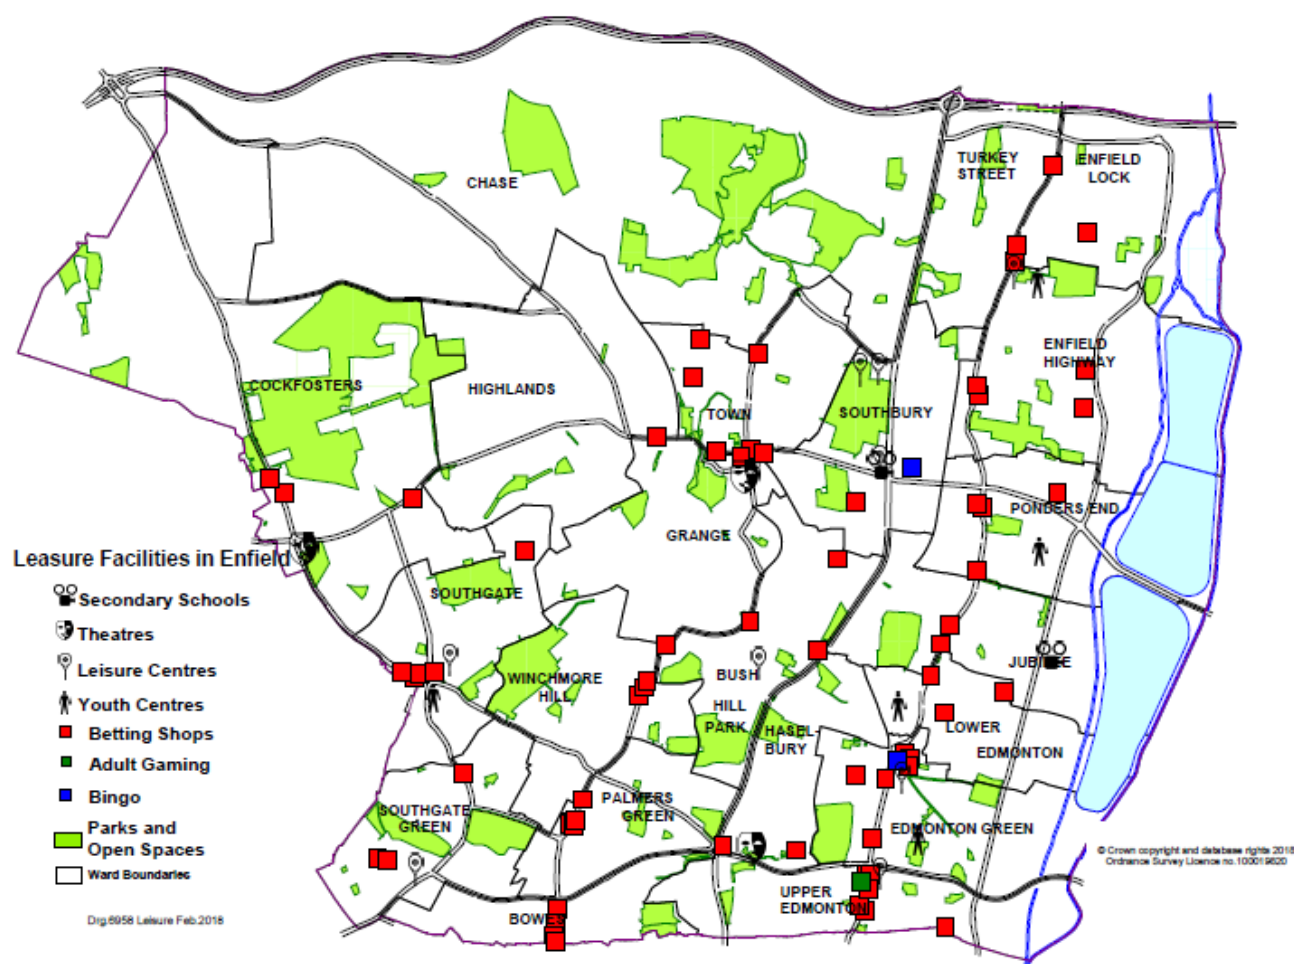 TURKEY
STREET
ENFIELD
LOCK
CHASE
ENFIELD
HIGHWAY
COCKFOSTERS
HIGHLANDS
TOWN
SOUTHBURY
PONDERS END
GRANGE
Leasure Facilities in Enfield
Secondary Schools
Theatres
Leisure Centres
Youth Centres
Betting Shops
Adult Gaming
Bingo
Parks and
Open Spaces
Ward Boundaries
Drg.6958 Leisure Feb.2018
SOUTHGATE
WINCHMORE
HILL
BUSH
HILL
PARK
HASEL
BURY
JUBILEE
LOWER
EDMONTON
SOUTHGATE
GREEN
PALMERS
GREEN
EDMONTON GREEN
UPPER
EDMONTON
BOWES
© Crown copyright and database rights 2018
Ordnance Survey Licence no.100019820